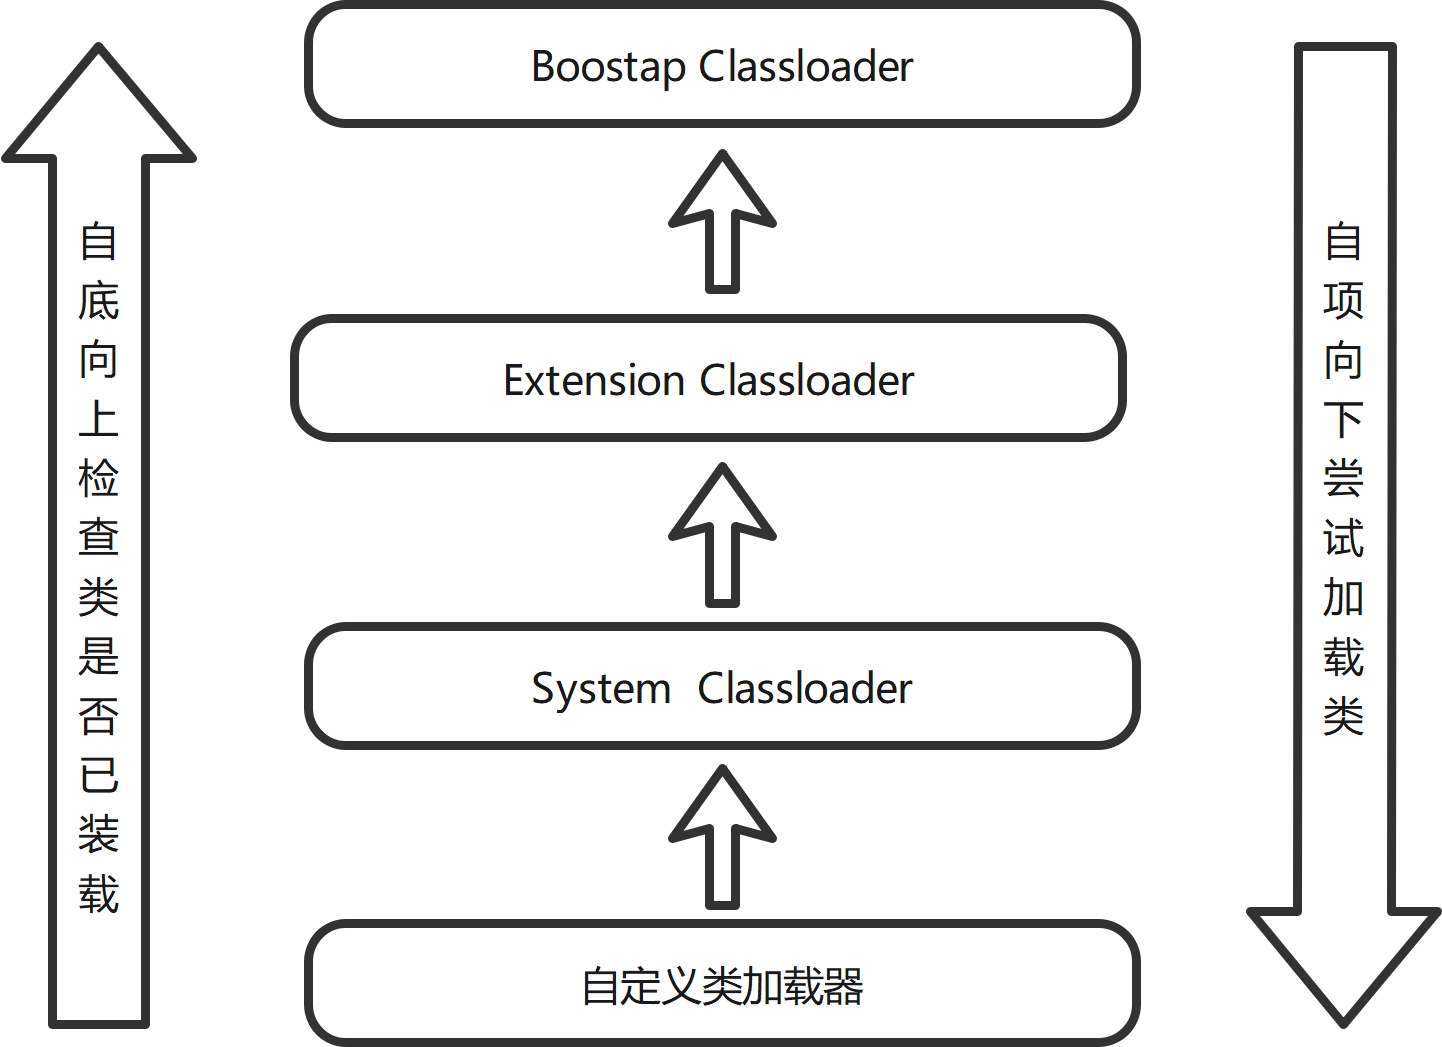 Boostap Classloader
Extension Classloader
System Classloader
自定义类加载器
自底向上检查类是否已装载
自项向下尝试加载类